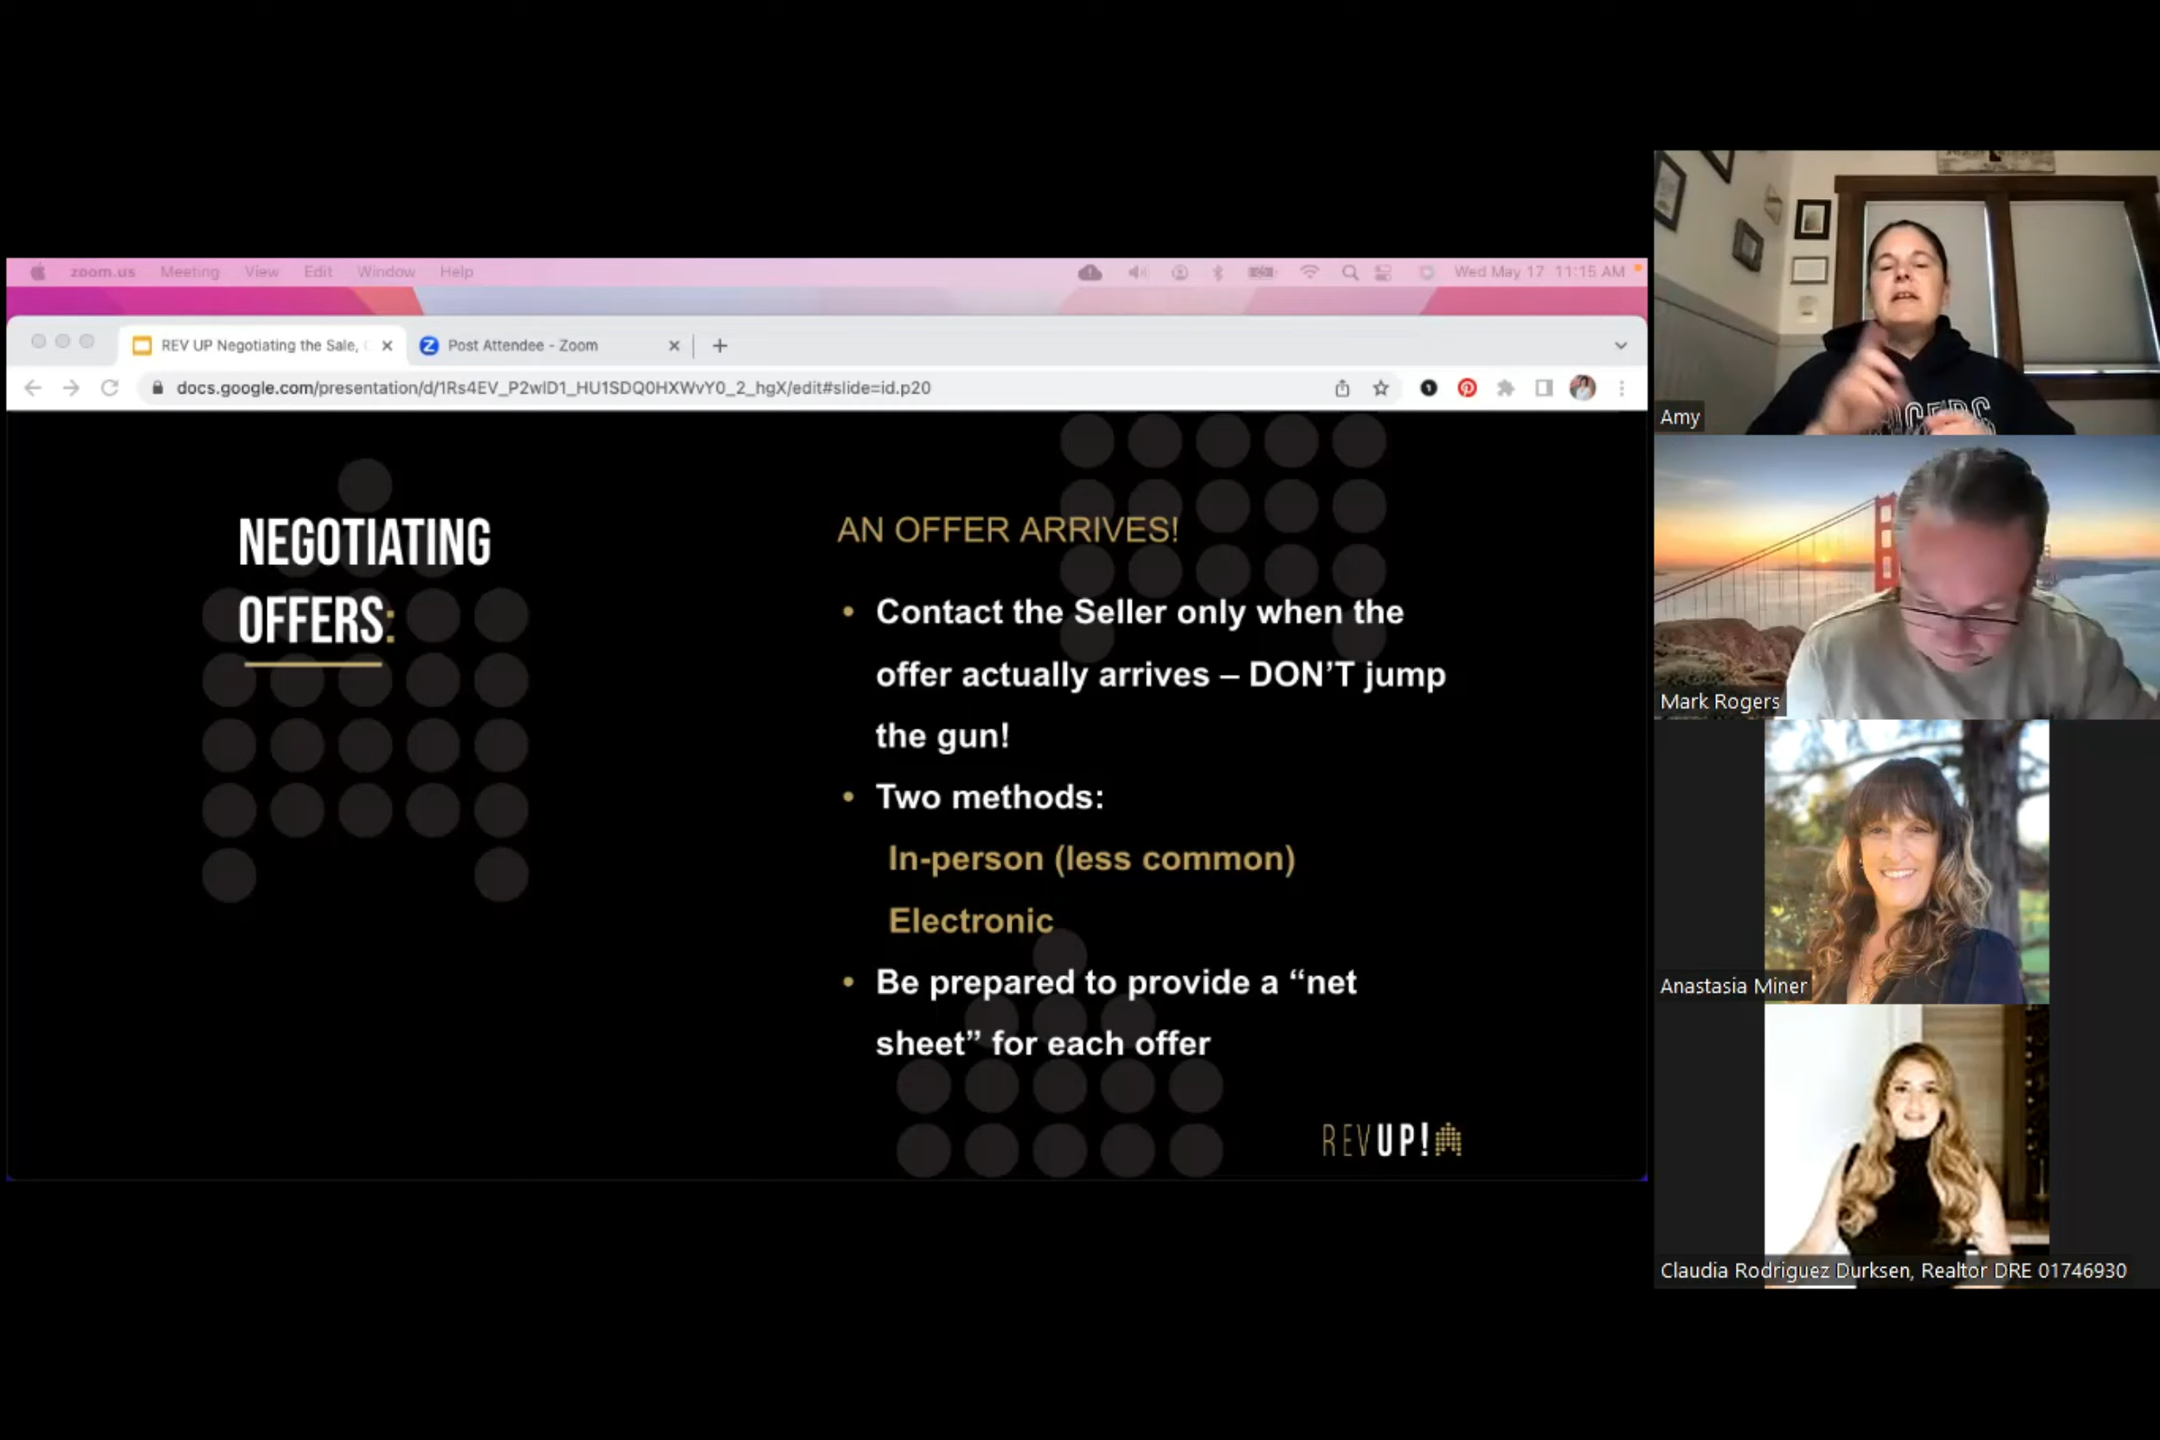 zoom.us Meeting View Edit Window Help Wed May 17 11:15 AM
REV UP Negotiating the Sale, Post Attendee - Zoom
docs.google.com/presentation/d/1Rs4EV_P2wID1_HU1SDQ0HXWvY0_2_hgX/edit#slide=id.p20
NEGOTIATING
OFFERS:
AN OFFER ARRIVES!
• Contact the Seller only when the
offer actually arrives – DON’T jump
the gun!
• Two methods:
In-person (less common)
Electronic
• Be prepared to provide a “net
sheet” for each offer
REVUP!
Amy
Mark Rogers
Anastasia Miner
Claudia Rodriguez Durksen, Realtor DRE 01746930